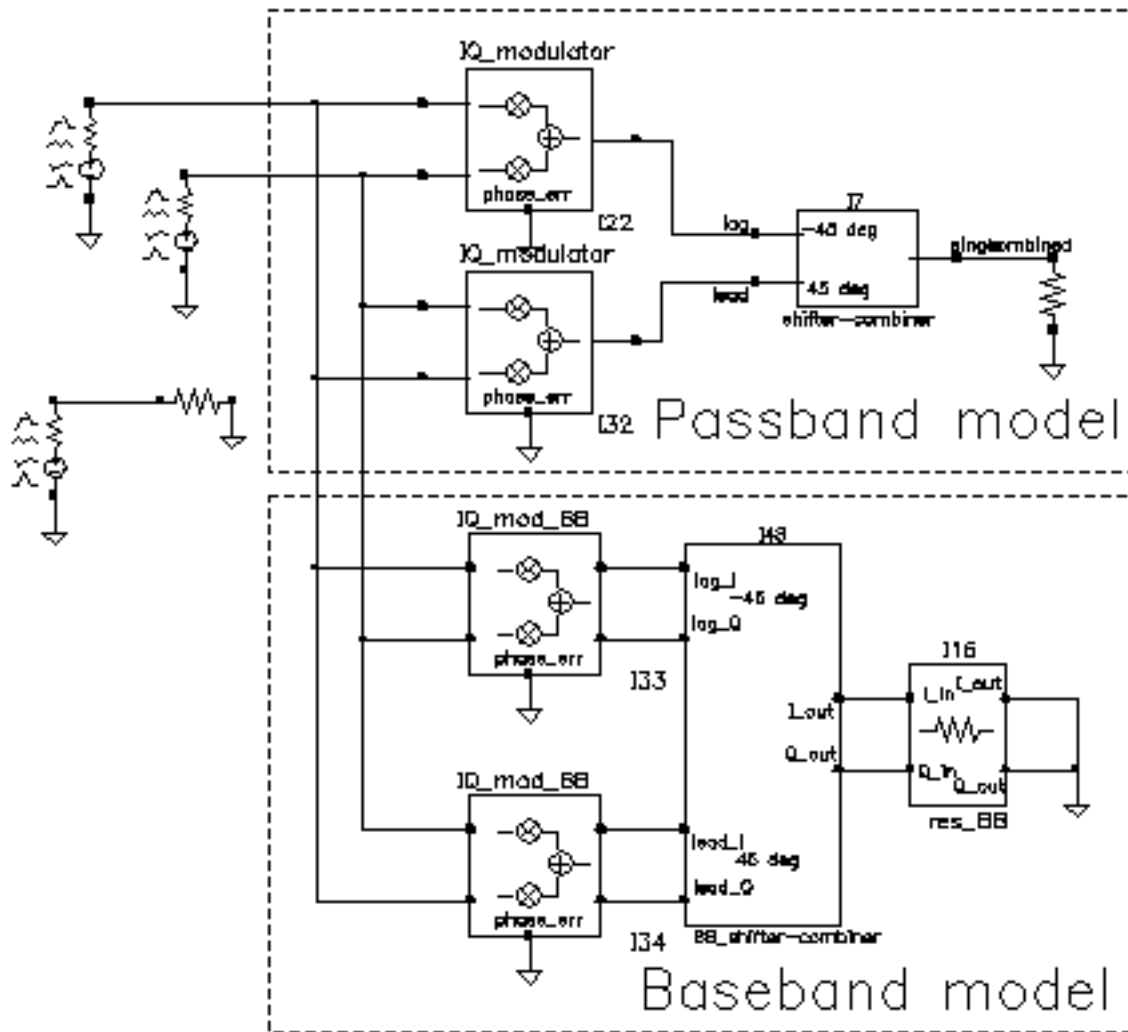 IQ_modulator
phase_err
I22
IQ_modulator
phase_err
I32
lag
lead
I7
-45 deg
45 deg
shifter-combiner
Passband model
IQ_mod_BB
phase_err
I33
IQ_mod_BB
phase_err
I34
lag_I
-45 deg
lag_Q
I_out
Q_out
lead_I
45 deg
lead_Q
BB_shifter-combiner
I16
I_in
I_out
Q_in
Q_out
res_BB
Baseband model